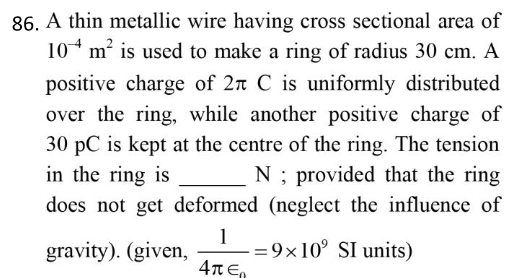 86. A thin metallic wire having cross sectional area of
10⁻⁴ m² is used to make a ring of radius 30 cm. A
positive charge of 2π C is uniformly distributed
over the ring, while another positive charge of
30 pC is kept at the centre of the ring. The tension
in the ring is ______ N ; provided that the ring
does not get deformed (neglect the influence of
gravity). (given, 1/(4π∈₀) = 9×10⁹ SI units)